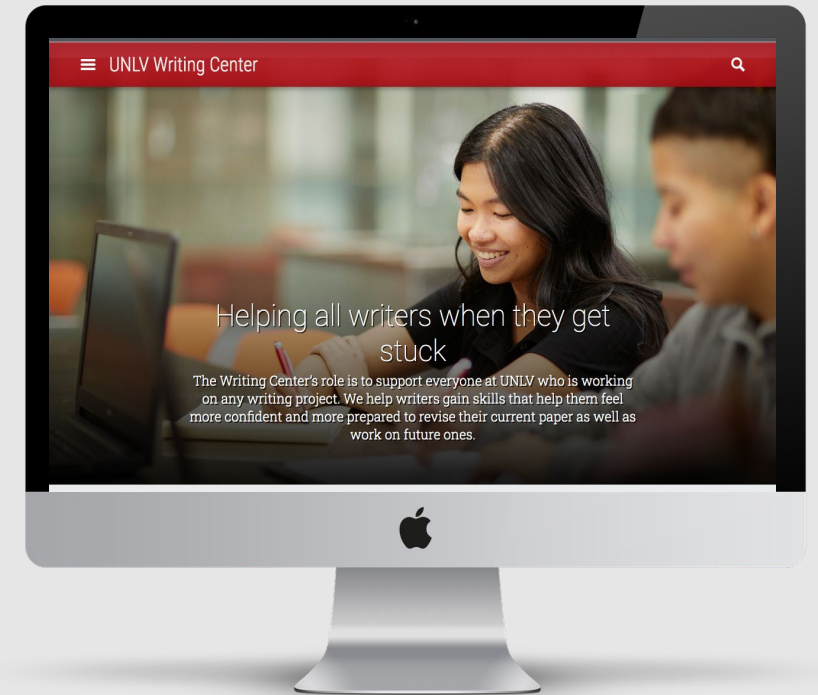 UNLV Writing Center
Helping all writers when they get
stuck
The Writing Center's role is to support everyone at UNLV who is working
on any writing project. We help writers gain skills that help them feel
more confident and more prepared to revise their current paper as well as
work on future ones.